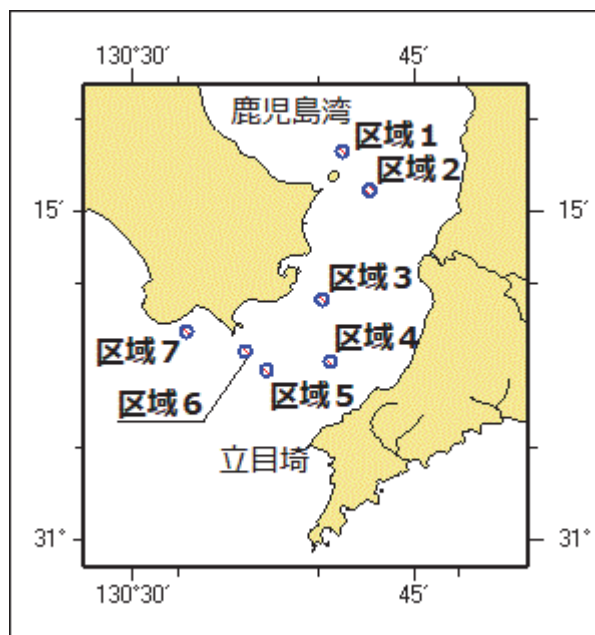 130°30′ 45′
鹿児島湾
区域１
区域２
15′ 15′
区域３
区域４
区域７
区域５
区域６
立目埼
31° 31°
130°30′ 45′